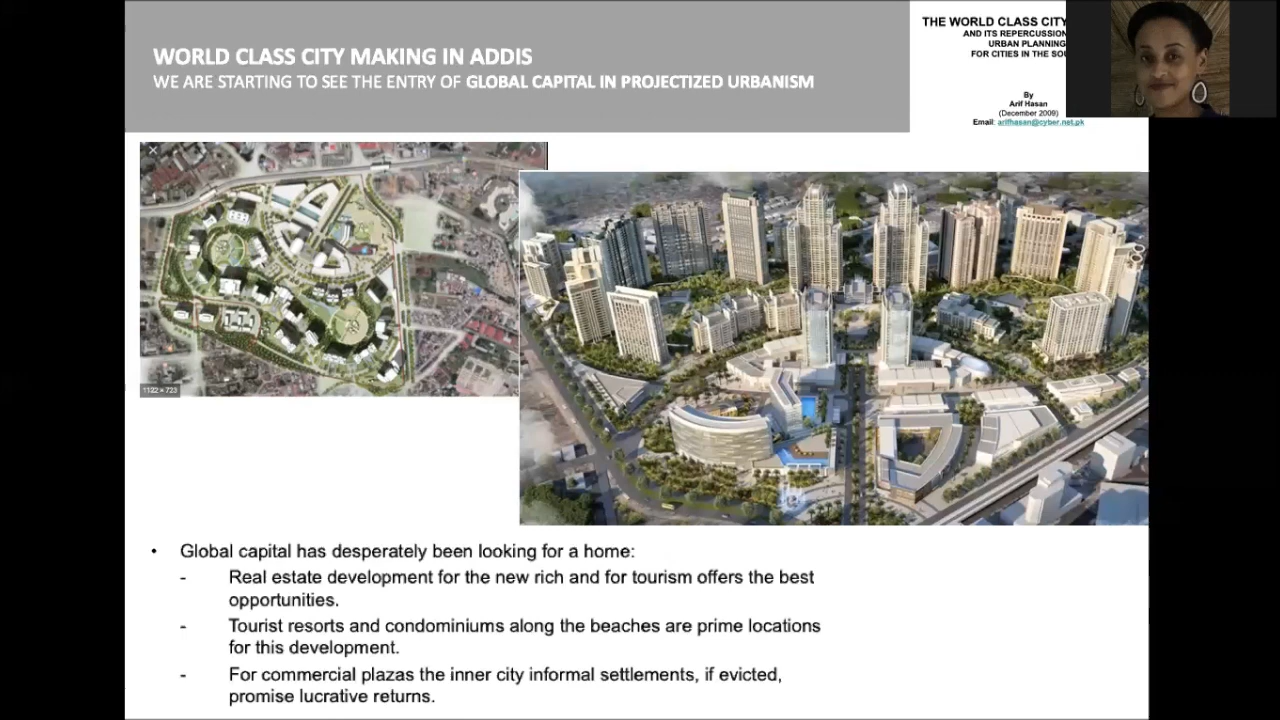 WORLD CLASS CITY MAKING IN ADDIS
WE ARE STARTING TO SEE THE ENTRY OF GLOBAL CAPITAL IN PROJECTIZED URBANISM
THE WORLD CLASS CITY
AND ITS REPERCUSSION
URBAN PLANNING
FOR CITIES IN THE SOU
By
Arif Hasan
(December 2009)
Email: arifhasan@cyber.net.pk
1122 × 723
• Global capital has desperately been looking for a home:
- Real estate development for the new rich and for tourism offers the best
opportunities.
- Tourist resorts and condominiums along the beaches are prime locations
for this development.
- For commercial plazas the inner city informal settlements, if evicted,
promise lucrative returns.